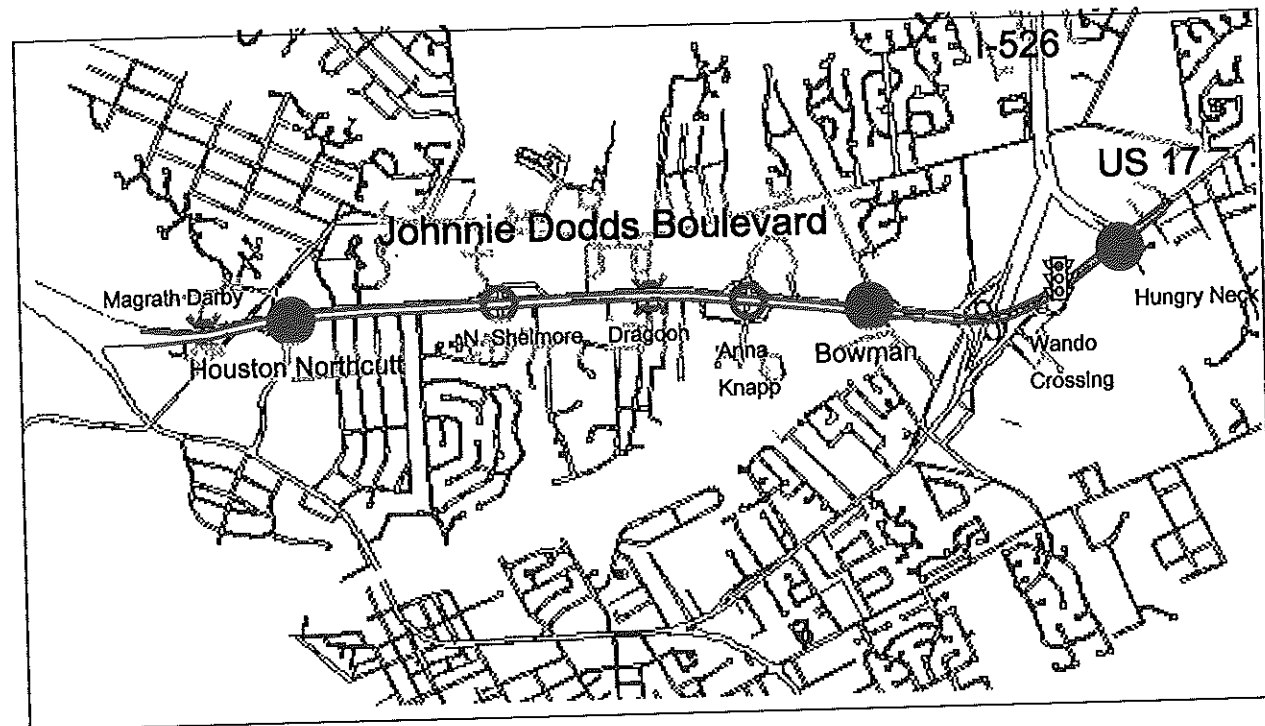 I-526
US 17
Johnnie Dodds Boulevard
Magrath Darby
Hungry Neck
N. Shelmore
Dragoon
Wando
Crossing
Anna
Knapp
Bowman
Houston Northcutt